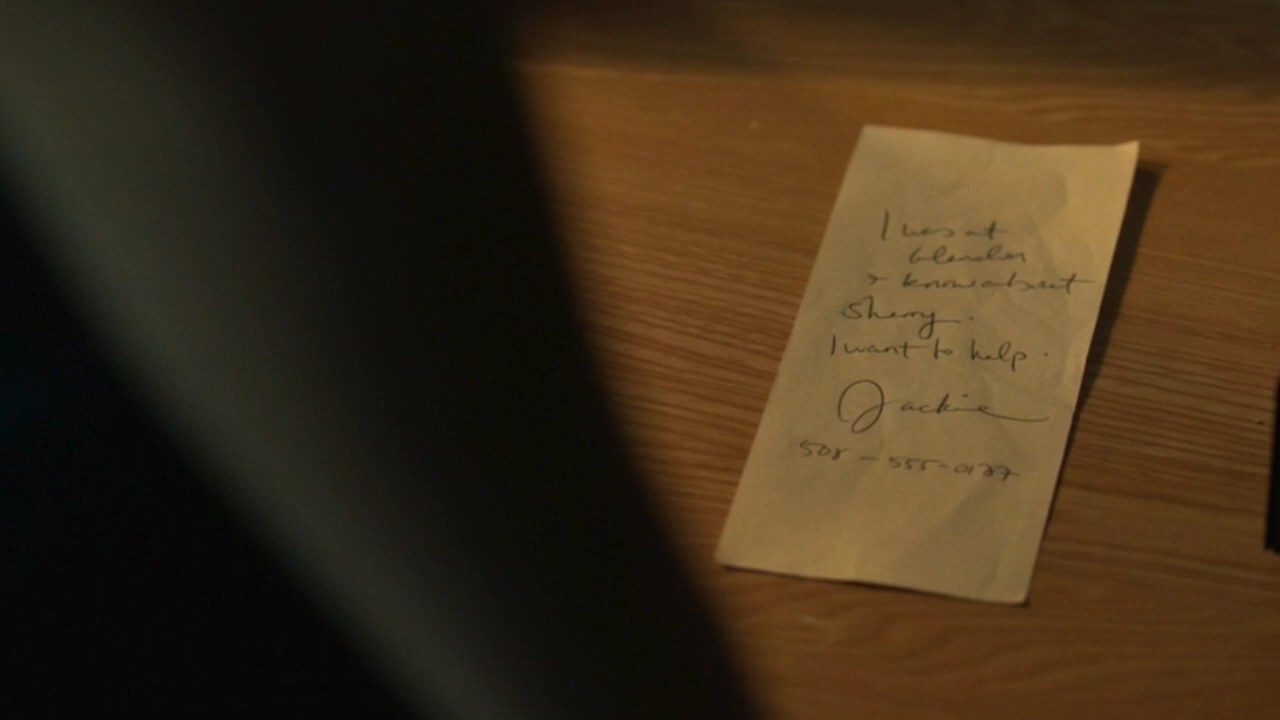 I was at
& know about
Sherry.
I want to help.
Jackie
508-555-0127